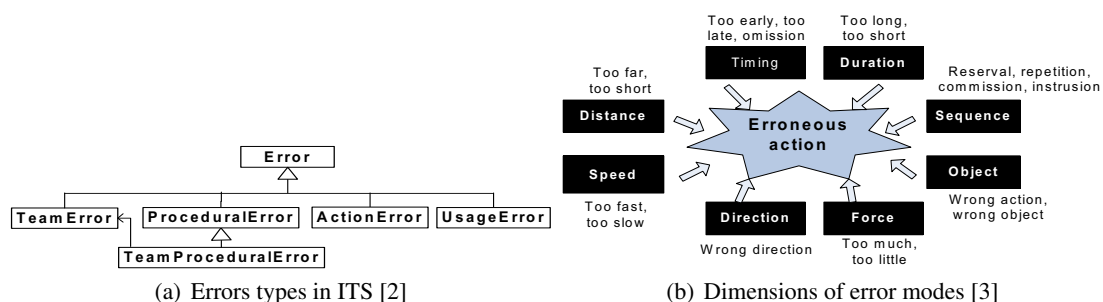 Error
TeamError
ProceduralError
ActionError
UsageError
TeamProceduralError
(a) Errors types in ITS [2]
Too early, too
late, omission
Timing
Too long,
too short
Duration
Too far,
too short
Distance
Reserval, repetition,
commission, instrusion
Sequence
Erroneous
action
Speed
Too fast,
too slow
Object
Wrong action,
wrong object
Direction
Wrong direction
Force
Too much,
too little
(b) Dimensions of error modes [3]